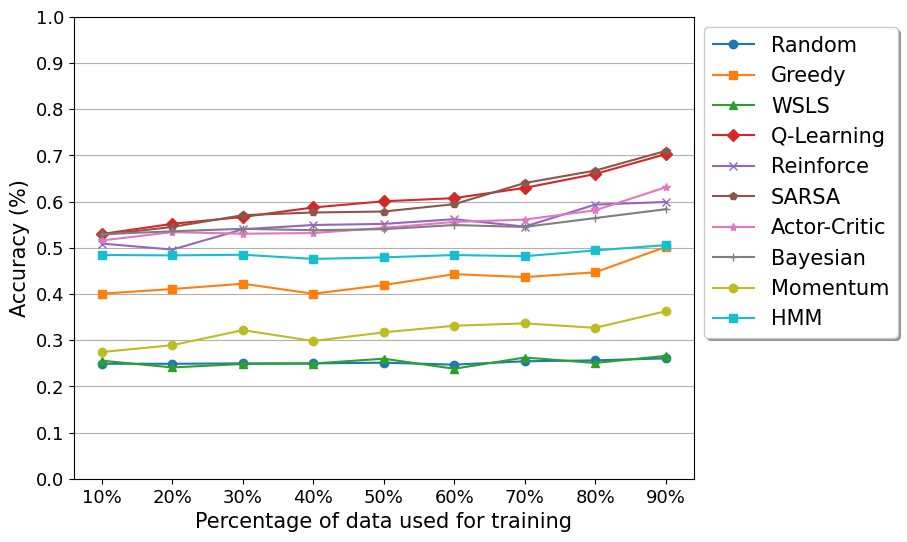 1.0
0.9
0.8
0.7
0.6
0.5
0.4
0.3
0.2
0.1
0.0
Accuracy (%)
10% 20% 30% 40% 50% 60% 70% 80% 90%
Percentage of data used for training
Random
Greedy
WSLS
Q-Learning
Reinforce
SARSA
Actor-Critic
Bayesian
Momentum
HMM